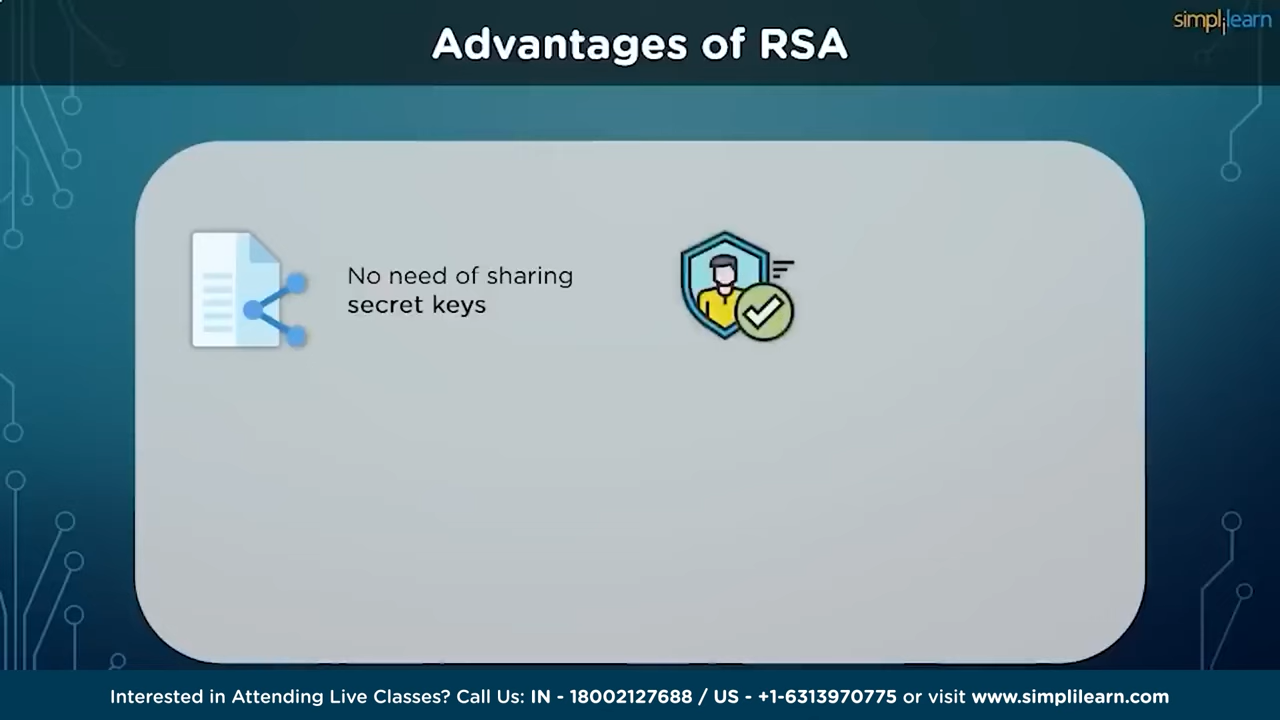 Advantages of RSA
simplilearn
No need of sharing
secret keys
Interested in Attending Live Classes? Call Us: IN - 18002127688 / US - +1-6313970775 or visit www.simplilearn.com